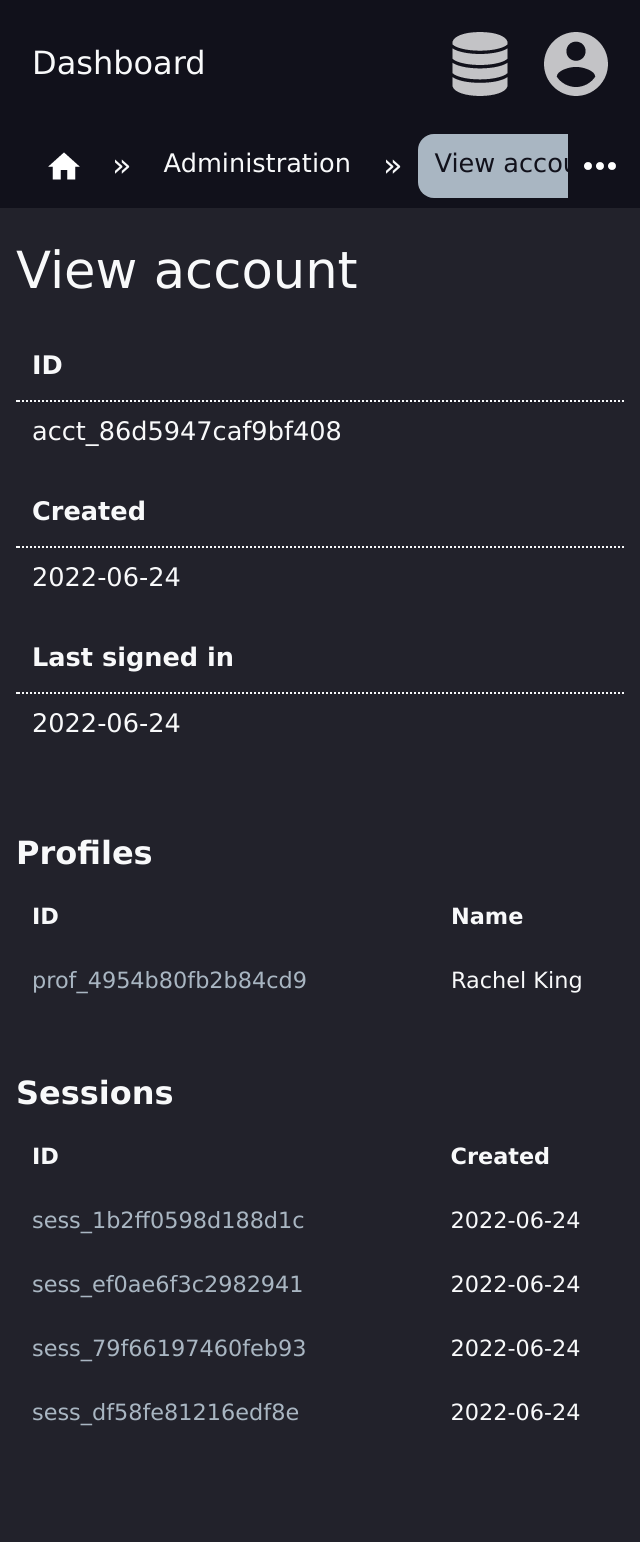 Dashboard
» Administration » View accou
View account
ID
acct_86d5947caf9bf408
Created
2022-06-24
Last signed in
2022-06-24
Profiles
ID Name
prof_4954b80fb2b84cd9 Rachel King
Sessions
ID Created
sess_1b2ff0598d188d1c 2022-06-24
sess_ef0ae6f3c2982941 2022-06-24
sess_79f66197460feb93 2022-06-24
sess_df58fe81216edf8e 2022-06-24